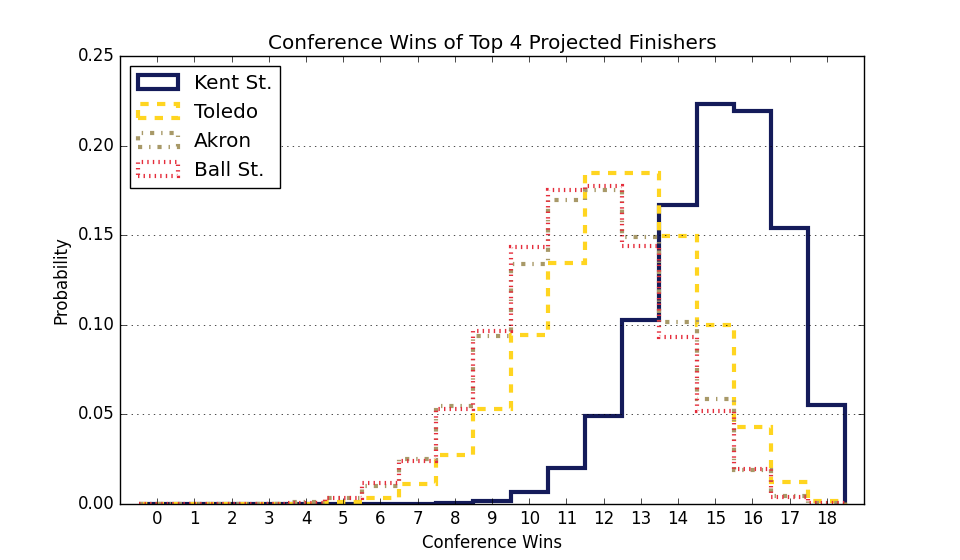 Conference Wins of Top 4 Projected Finishers
0.25
0.20
0.15
0.10
0.05
0.00
Probability
Kent St.
Toledo
Akron
Ball St.
0 1 2 3 4 5 6 7 8 9 10 11 12 13 14 15 16 17 18
Conference Wins